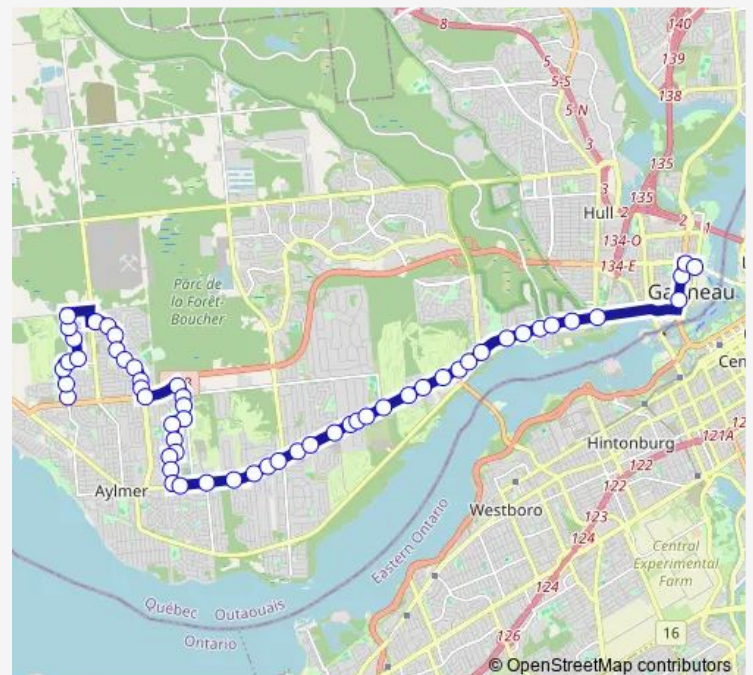 8
140
139
138
5
5-S
5-N
3
3
135
135
Hull
2
2
1
134-O
134-E
Gatineau
Parc de
la Forêt-
Boucher
Cen
Hintonburg
121A
122
122
Aylmer
Westboro
123
124
Central
Experimental
Farm
Eastern Ontario
124
Québec
Outaouais
Ontario
126
16
© OpenStreetMap contributors